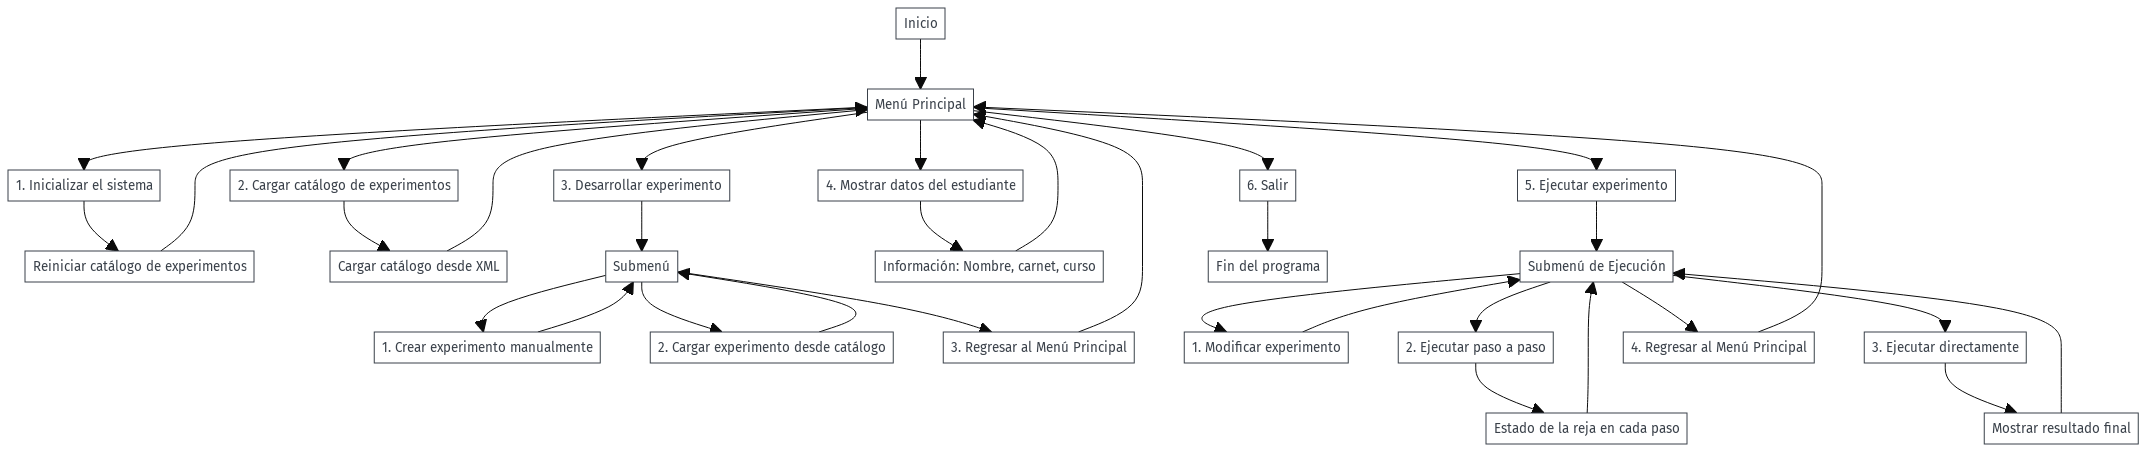 Inicio
Menú Principal
1. Inicializar el sistema
2. Cargar catálogo de experimentos
3. Desarrollar experimento
4. Mostrar datos del estudiante
6. Salir
5. Ejecutar experimento
Reiniciar catálogo de experimentos
Cargar catálogo desde XML
Submenú
Información: Nombre, carnet, curso
Fin del programa
Submenú de Ejecución
1. Crear experimento manualmente
2. Cargar experimento desde catálogo
3. Regresar al Menú Principal
1. Modificar experimento
2. Ejecutar paso a paso
4. Regresar al Menú Principal
3. Ejecutar directamente
Estado de la reja en cada paso
Mostrar resultado final